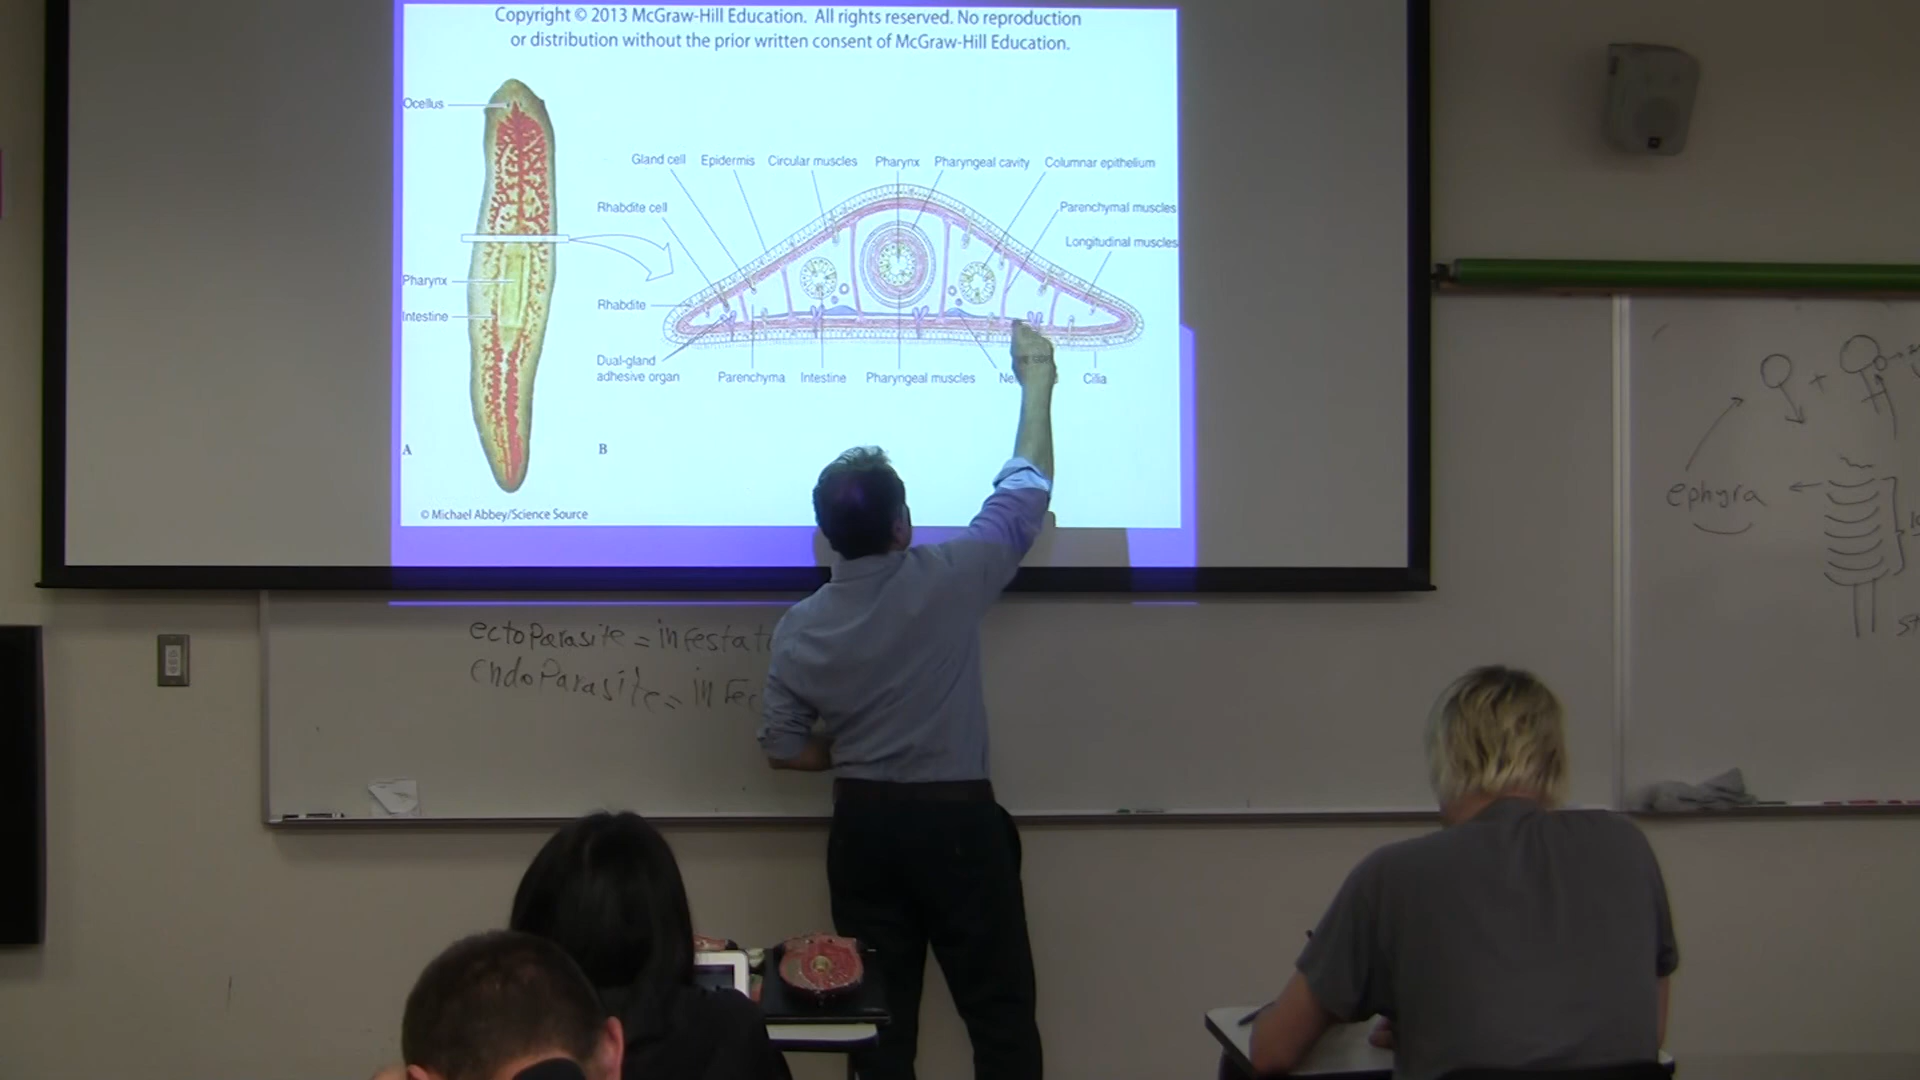 Copyright © 2013 McGraw-Hill Education. All rights reserved. No reproduction
or distribution without the prior written consent of McGraw-Hill Education.
Ocellus
Pharynx
Intestine
A
© Michael Abbey/Science Source
Gland cell
Epidermis
Circular muscles
Pharynx
Pharyngeal cavity
Columnar epithelium
Rhabdite cell
Parenchymal muscles
Longitudinal muscles
Rhabdite
Dual-gland
adhesive organ
Parenchyma
Intestine
Pharyngeal muscles
Cilia
B
ectoParasite =
endoParasite =
ephyra